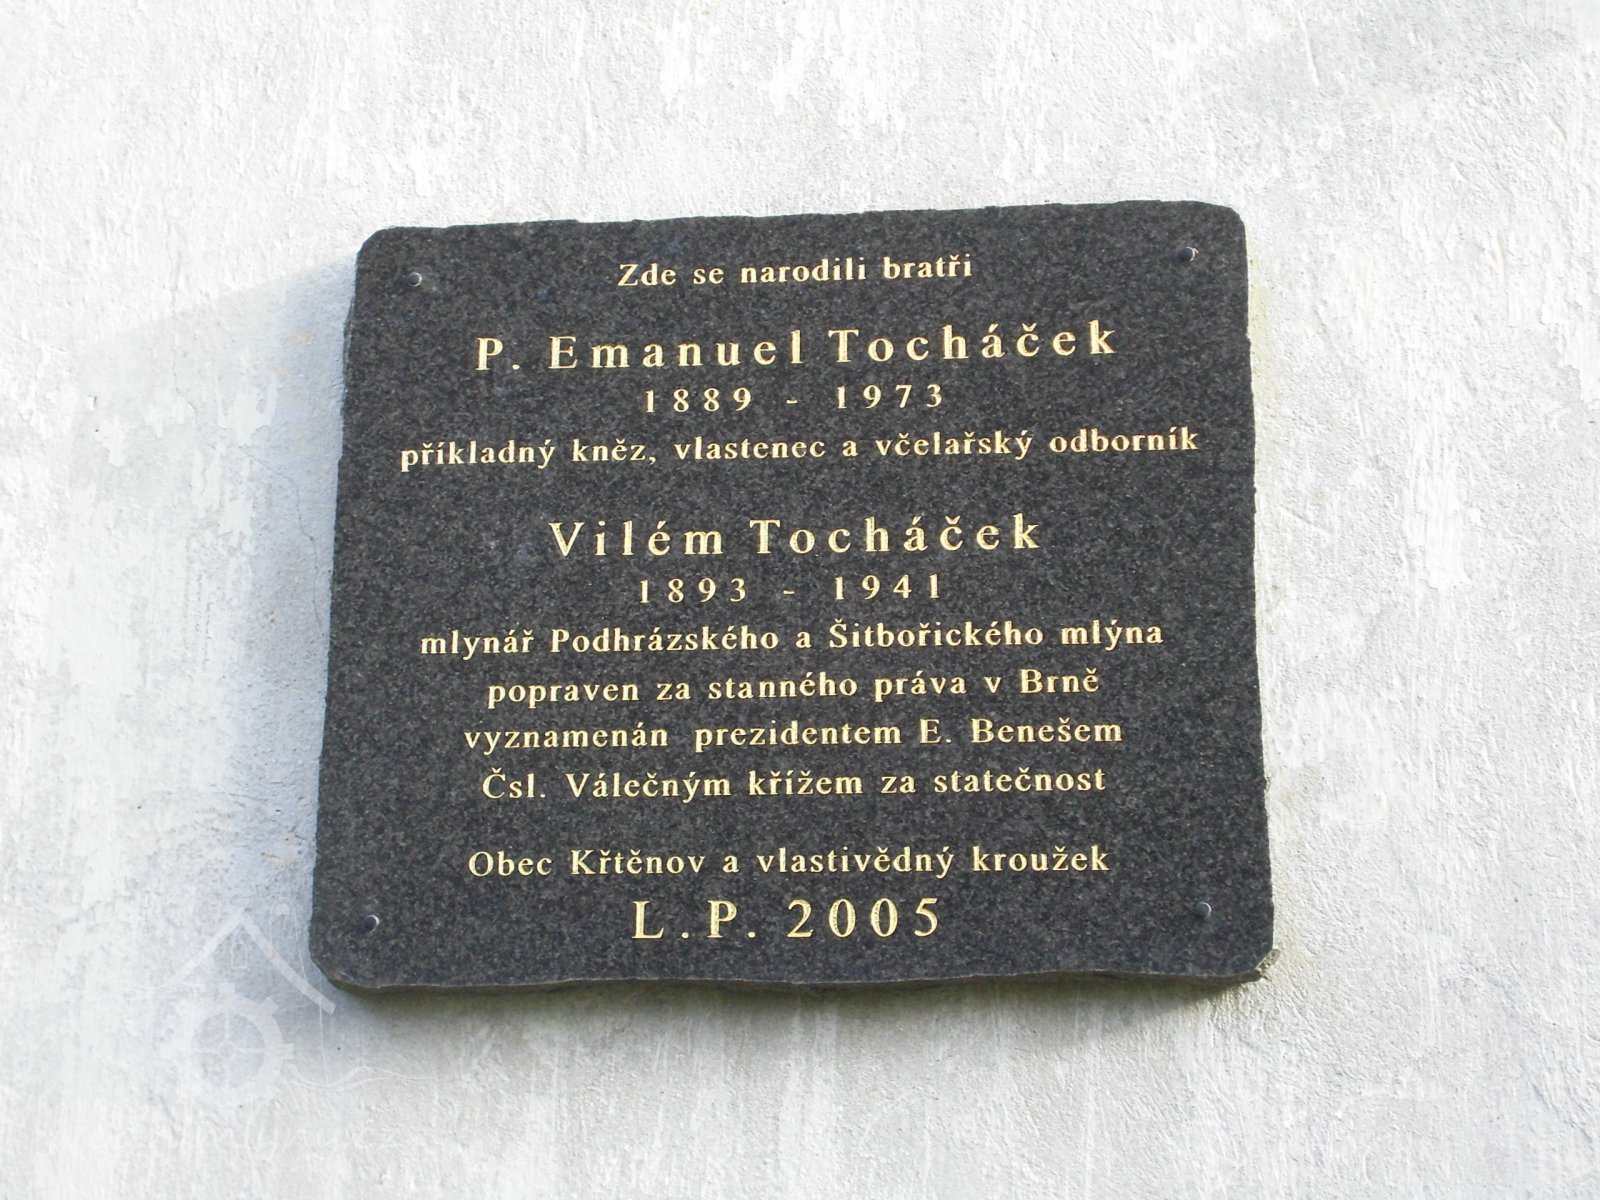 Zde se narodili bratři
P. Emanuel Tocháček
1889 - 1973
příkladný kněz, vlastenec a včelařský odborník
Vilém Tocháček
1893 - 1941
mlynář Podhrázského a Šitbořického mlýna
popraven za stanného práva v Brně
vyznamenán prezidentem E. Benešem
Čsl. Válečným křížem za statečnost
Obec Křtěnov a vlastivědný kroužek
L.P. 2005